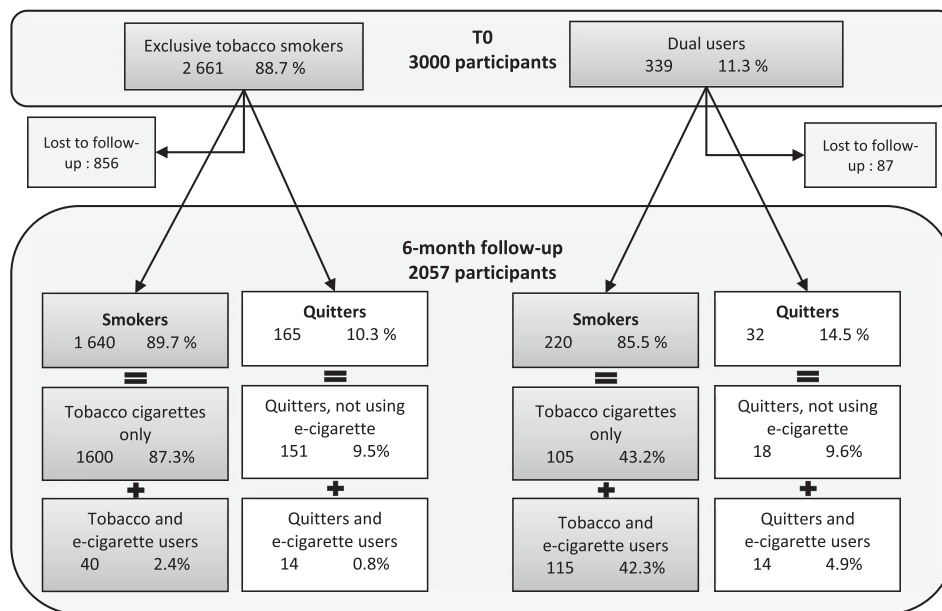 T0
3000 participants
Exclusive tobacco smokers
2 661 88.7 %
Dual users
339 11.3 %
Lost to follow-
up : 856
Lost to follow-
up : 87
6-month follow-up
2057 participants
Smokers
1 640 89.7 %
Quitters
165 10.3 %
Smokers
220 85.5 %
Quitters
32 14.5 %
=
=
=
=
Tobacco cigarettes
only
1600 87.3%
Quitters, not using
e-cigarette
151 9.5%
Tobacco cigarettes
only
105 43.2%
Quitters, not using
e-cigarette
18 9.6%
+
+
+
+
Tobacco and
e-cigarette users
40 2.4%
Quitters and
e-cigarette users
14 0.8%
Tobacco and
e-cigarette users
115 42.3%
Quitters and
e-cigarette users
14 4.9%